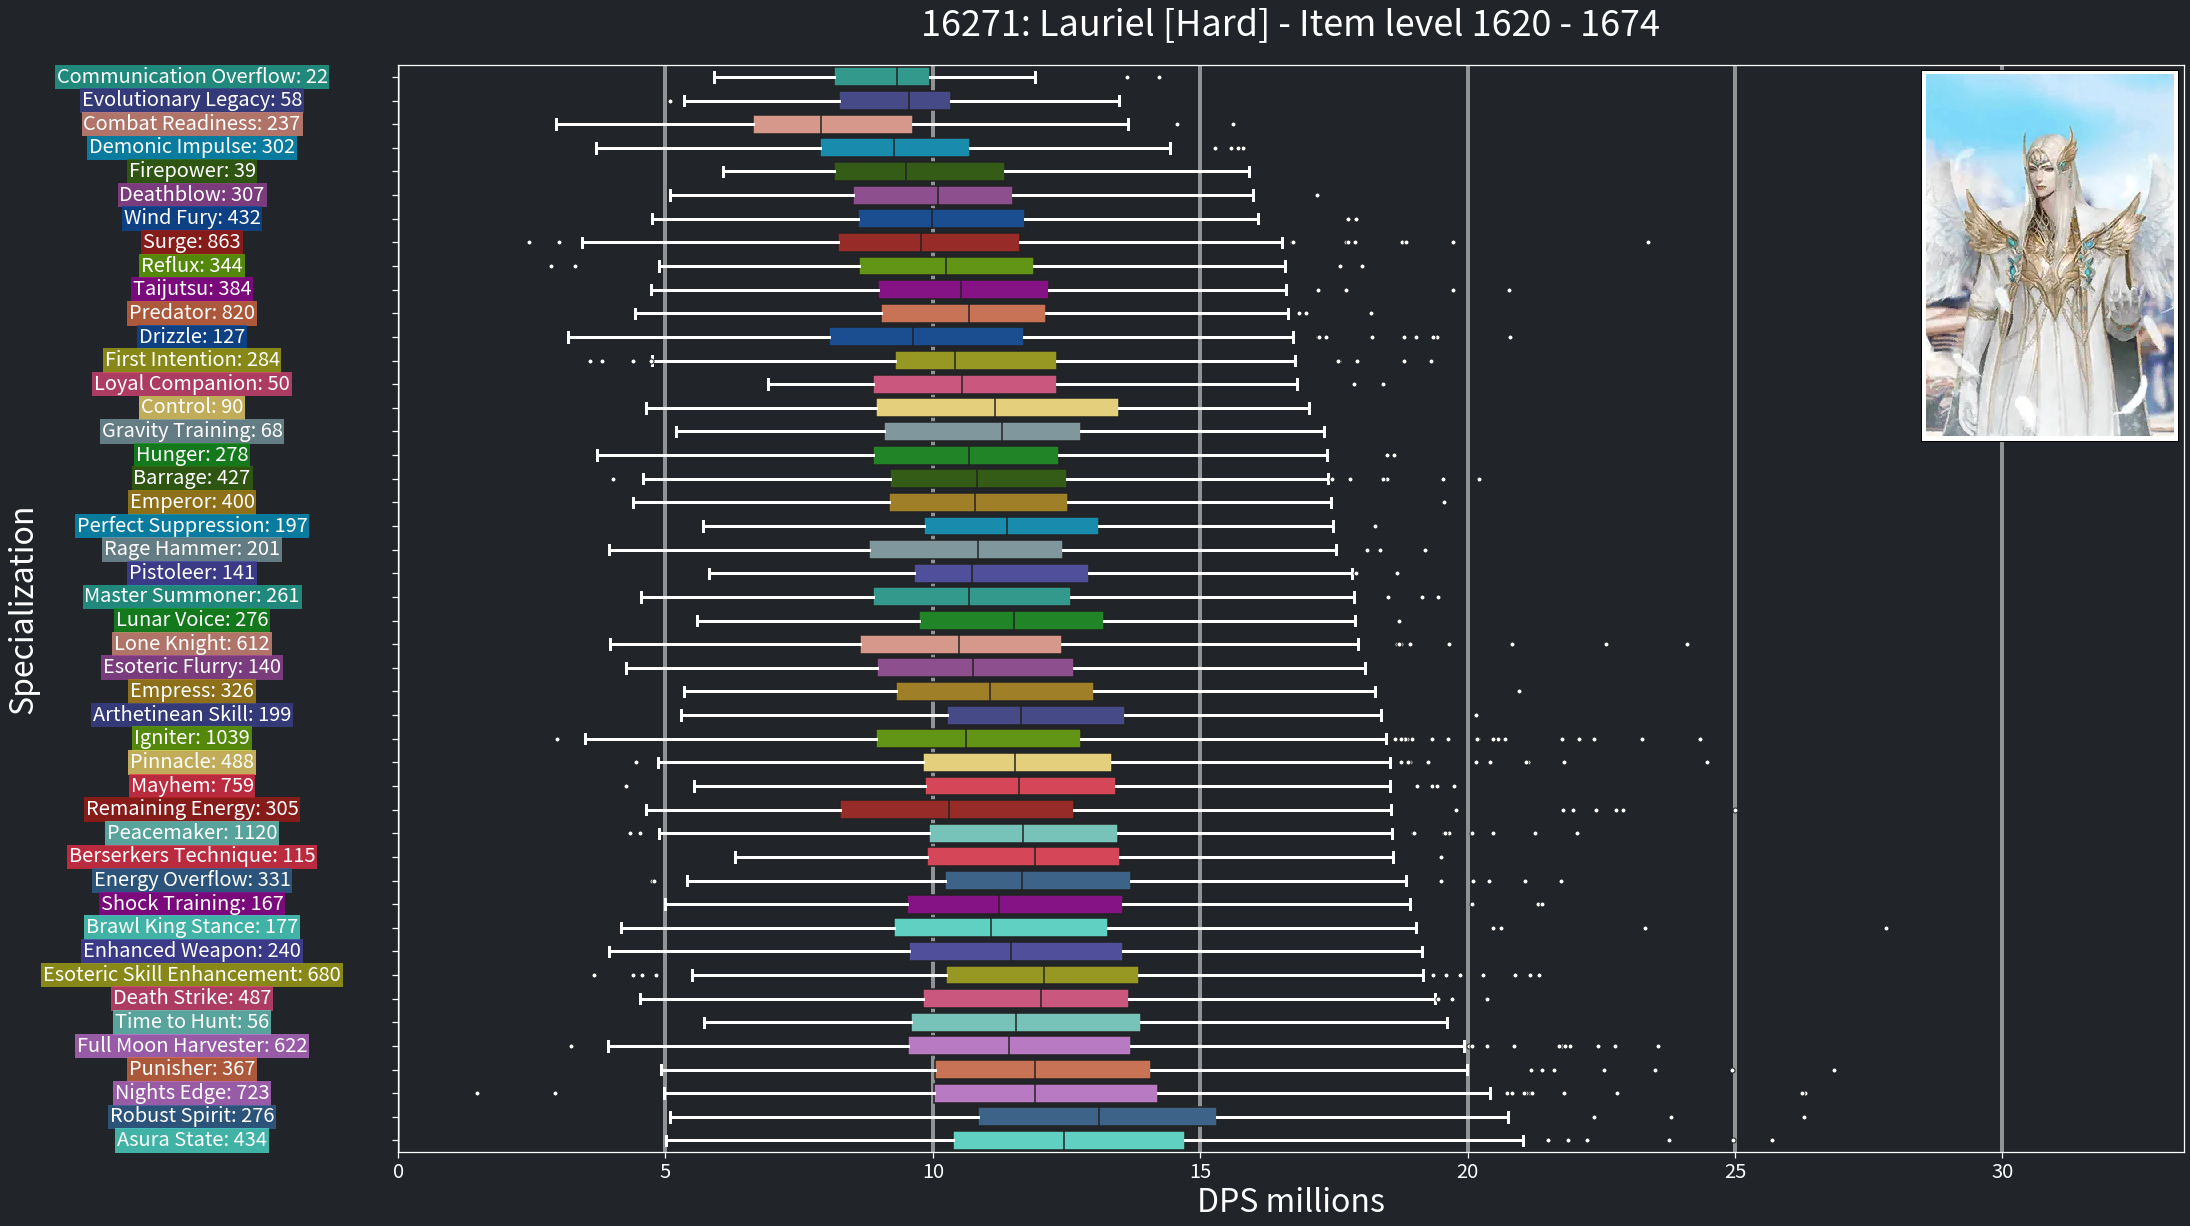 16271: Lauriel [Hard] - Item level 1620 - 1674
Communication Overflow: 22
Evolutionary Legacy: 58
Combat Readiness: 237
Demonic Impulse: 302
Firepower: 39
Deathblow: 307
Wind Fury: 432
Surge: 863
Reflux: 344
Taijutsu: 384
Predator: 820
Drizzle: 127
First Intention: 284
Loyal Companion: 50
Control: 90
Gravity Training: 68
Hunger: 278
Barrage: 427
Emperor: 400
Perfect Suppression: 197
Rage Hammer: 201
Pistoleer: 141
Master Summoner: 261
Lunar Voice: 276
Lone Knight: 612
Esoteric Flurry: 140
Empress: 326
Arthetinean Skill: 199
Igniter: 1039
Pinnacle: 488
Mayhem: 759
Remaining Energy: 305
Peacemaker: 1120
Berserkers Technique: 115
Energy Overflow: 331
Shock Training: 167
Brawl King Stance: 177
Enhanced Weapon: 240
Esoteric Skill Enhancement: 680
Death Strike: 487
Time to Hunt: 56
Full Moon Harvester: 622
Punisher: 367
Nights Edge: 723
Robust Spirit: 276
Asura State: 434
Specialization
0 5 10 15 20 25 30
DPS millions